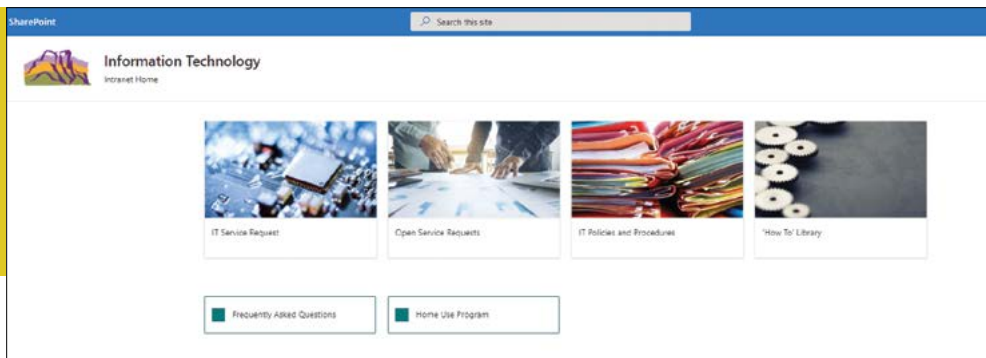 SharePoint
Search this site
Information Technology
Intranet Home
IT Service Request
Open Service Requests
IT Policies and Procedures
'How To' Library
Frequently Asked Questions
Home Use Program